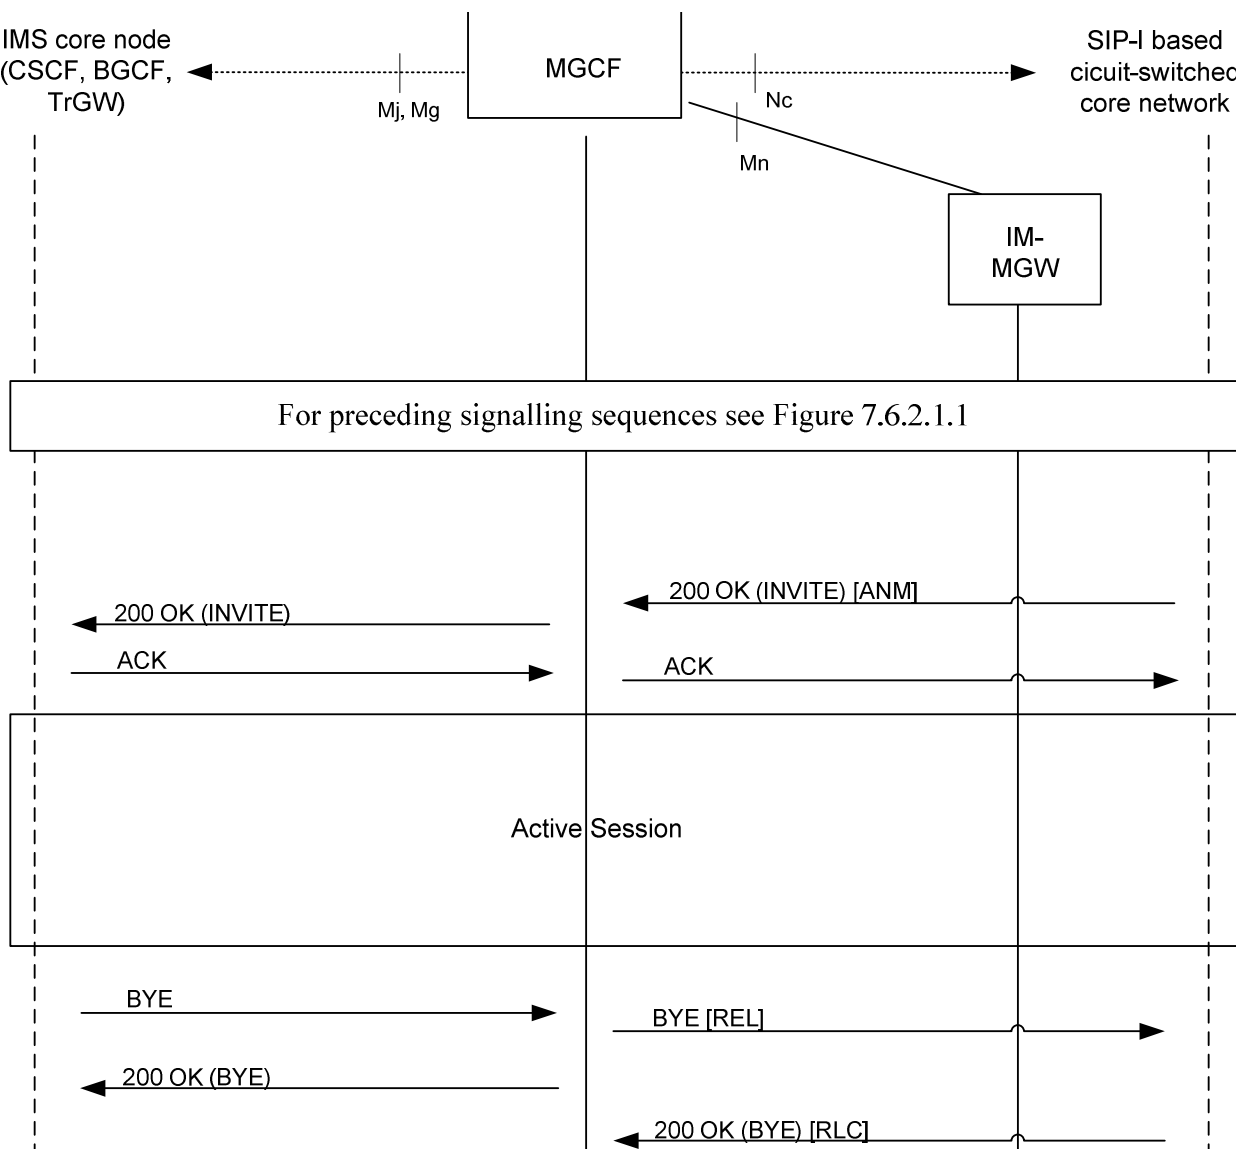 IMS core node
(CSCF, BGCF,
TrGW)
MGCF
SIP-I based
cicuit-switched
core network
Mj, Mg
Nc
Mn
IM-
MGW
For preceding signalling sequences see Figure 7.6.2.1.1
200 OK (INVITE) [ANM]
200 OK (INVITE)
ACK
ACK
Active Session
BYE
BYE [REL]
200 OK (BYE)
200 OK (BYE) [RLC]